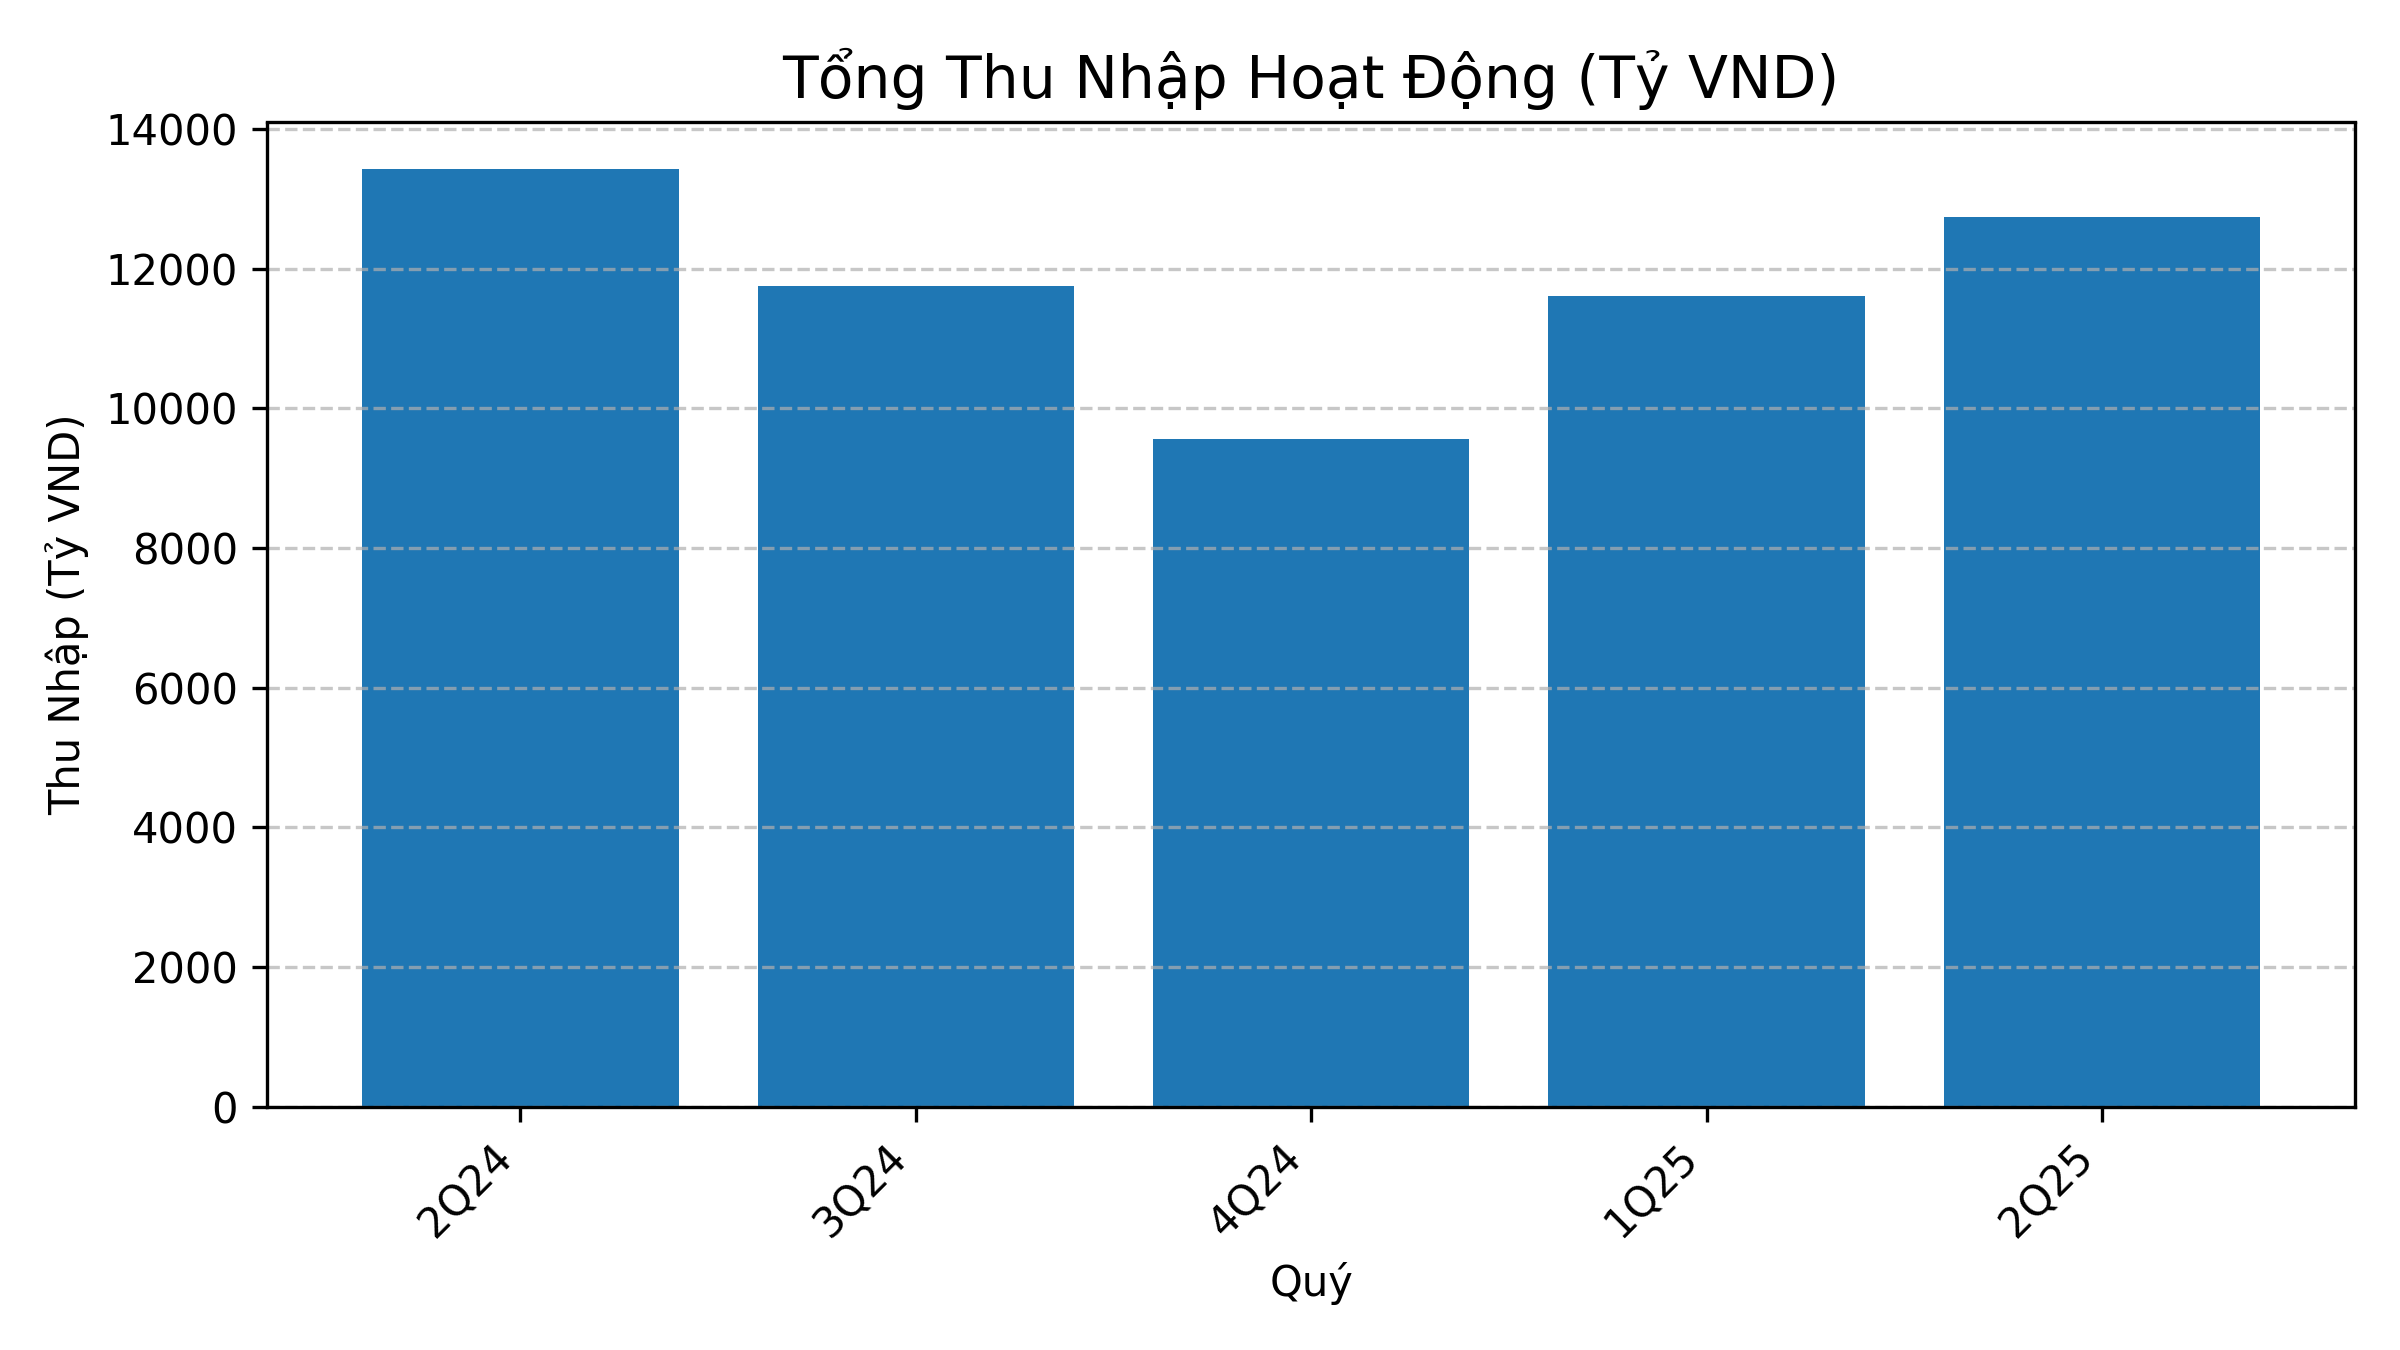 Tổng Thu Nhập Hoạt Động (Tỷ VND)
Thu Nhập (Tỷ VND)
14000
12000
10000
8000
6000
4000
2000
0
2Q24
3Q24
4Q24
1Q25
2Q25
Quý